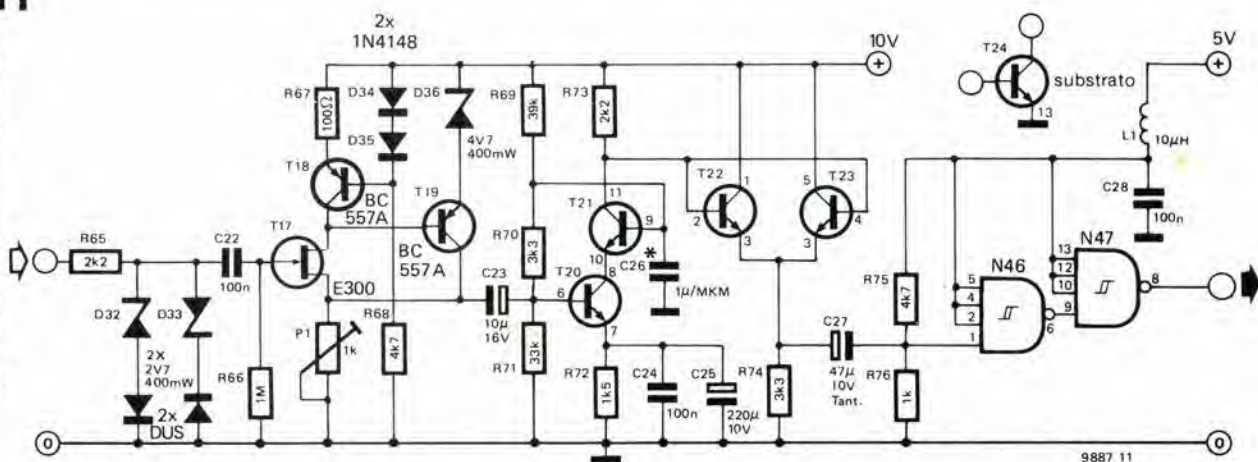 11
2x
1N4148
10V
+
T24
substrato
13
5V
+
R67
100Ω
D34
D36
R69
39k
R73
2k2
L1
10µH
D35
4V7
400mW
T18
BC
557A
T19
BC
557A
T22
1
2
3
5
T23
4
3
C28
100n
N47
13
12
10
9
8
R65
2k2
C22
100n
T17
E300
R70
3k3
11
T21
9
10
C26
*
1µ/MKM
8
T20
6
7
R75
4k7
N46
5
4
2
1
6
D32
D33
2x
2V7
400mW
2x
DUS
R66
1M
P1
1k
R68
4k7
C23
10µ
16V
R71
33k
R72
1k5
C24
100n
C25
220µ
10V
R74
3k3
C27
47µ
10V
Tant.
R76
1k
0
0
9887 11